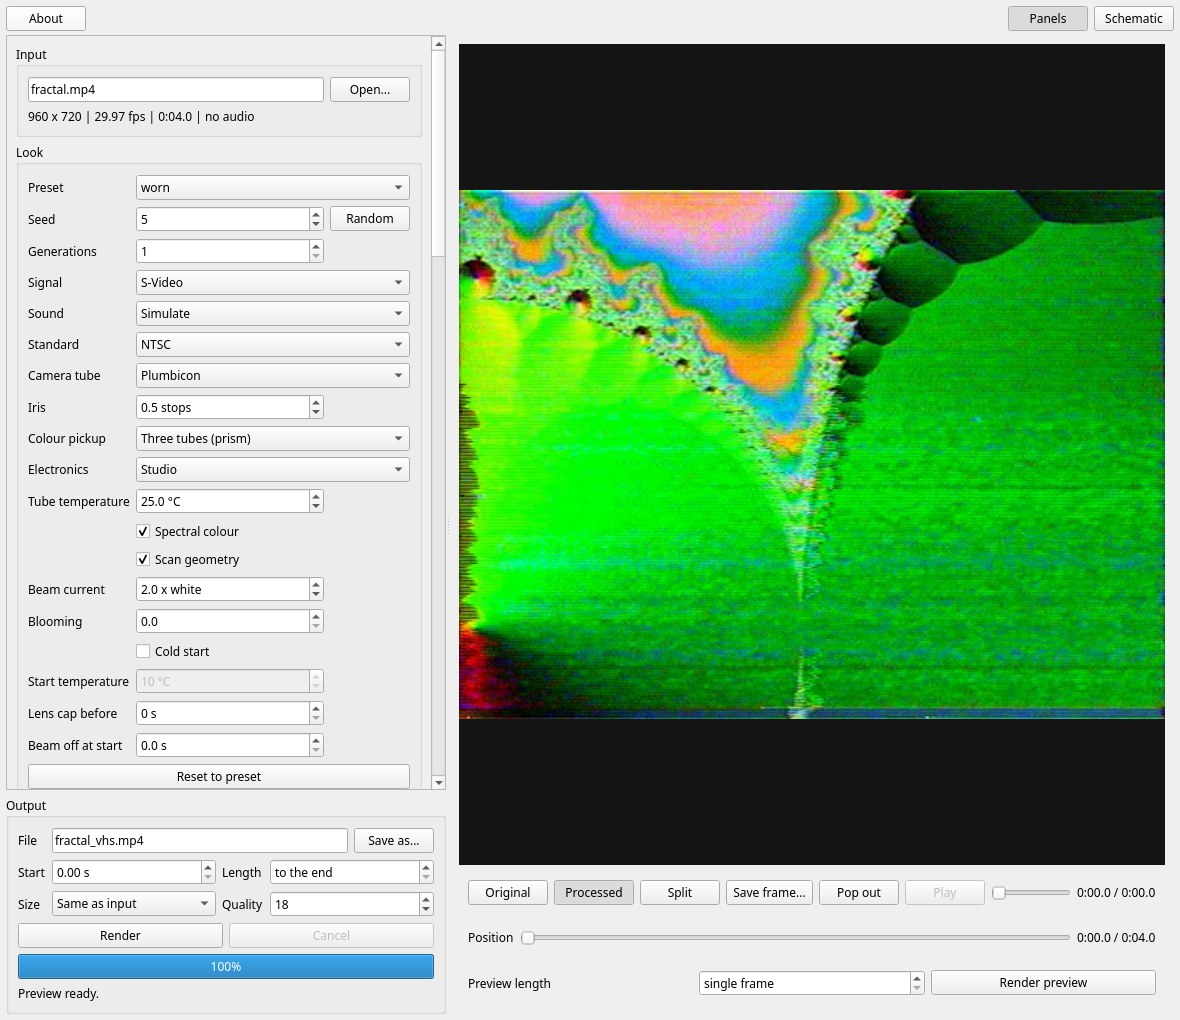 About
Panels
Schematic
Input
fractal.mp4
Open...
960 x 720 | 29.97 fps | 0:04.0 | no audio
Look
Preset
worn
Seed
5
Random
Generations
1
Signal
S-Video
Sound
Simulate
Standard
NTSC
Camera tube
Plumbicon
Iris
0.5 stops
Colour pickup
Three tubes (prism)
Electronics
Studio
Tube temperature
25.0 °C
Spectral colour
Scan geometry
Beam current
2.0 x white
Blooming
0.0
Cold start
Start temperature
10 °C
Lens cap before
0 s
Beam off at start
0.0 s
Reset to preset
Output
File
fractal_vhs.mp4
Save as...
Start
0.00 s
Length
to the end
Size
Same as input
Quality
18
Render
Cancel
100%
Preview ready.
Original
Processed
Split
Save frame...
Pop out
Play
0:00.0 / 0:00.0
Position
0:00.0 / 0:04.0
Preview length
single frame
Render preview